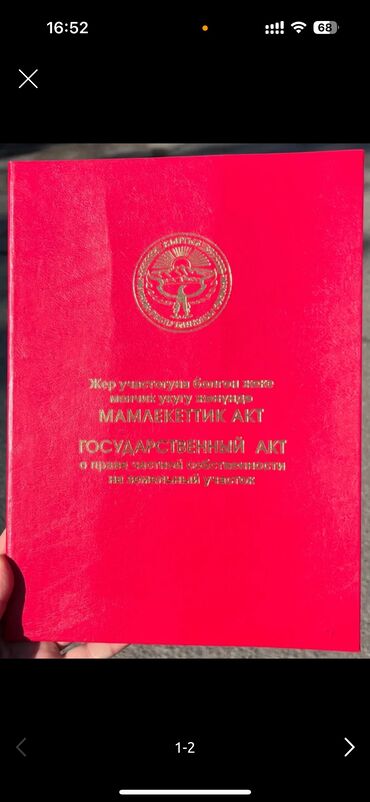 16:52
68
Жер участогуна болгон жеке
менчик укугу жөнүндө
МАМЛЕКЕТТИК АКТ
ГОСУДАРСТВЕННЫЙ АКТ
о праве частной собственности
на земельный участок
1-2